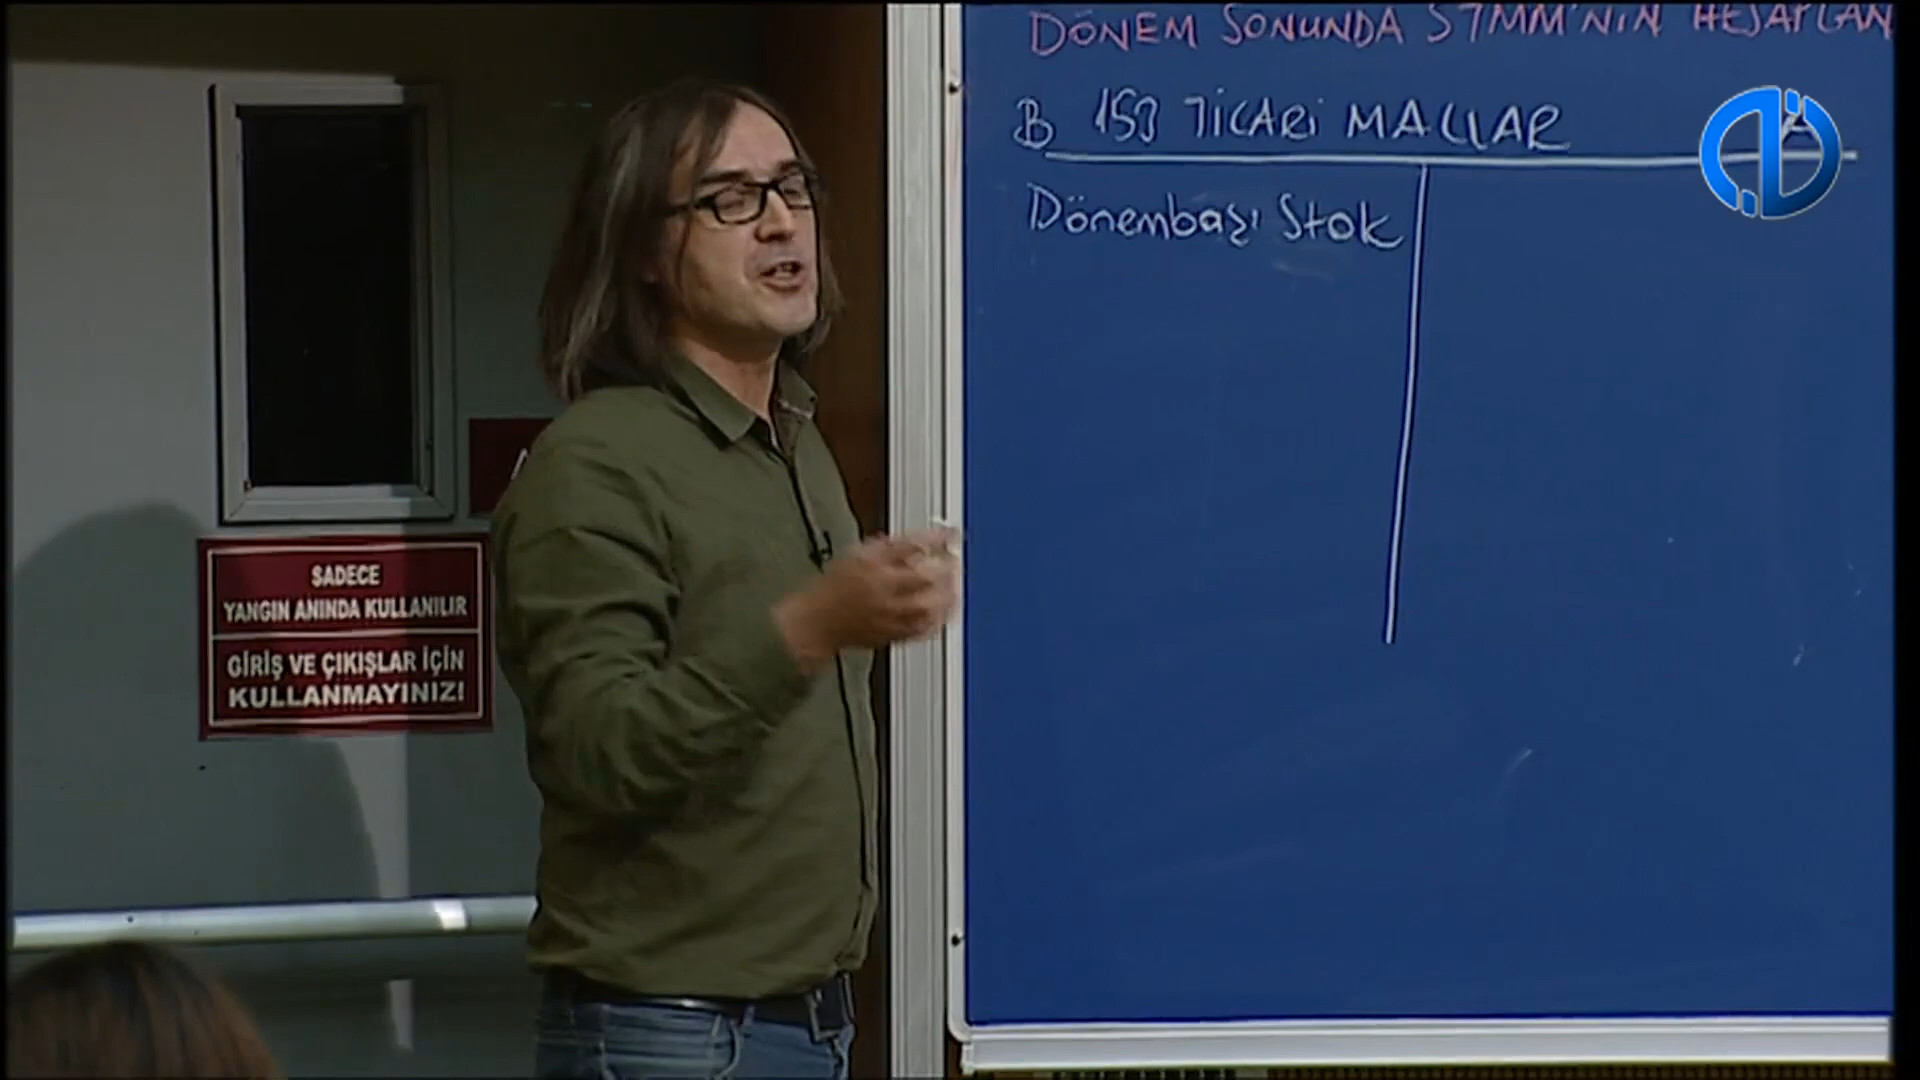 DÖNEM SONUNDA STMM'NİN HESAPLAN
B 153 TİCARİ MALLAR A
Dönembaşı Stok
SADECE
YANGIN ANINDA KULLANILIR
GİRİŞ VE ÇIKIŞLAR İÇİN
KULLANMAYINIZ!